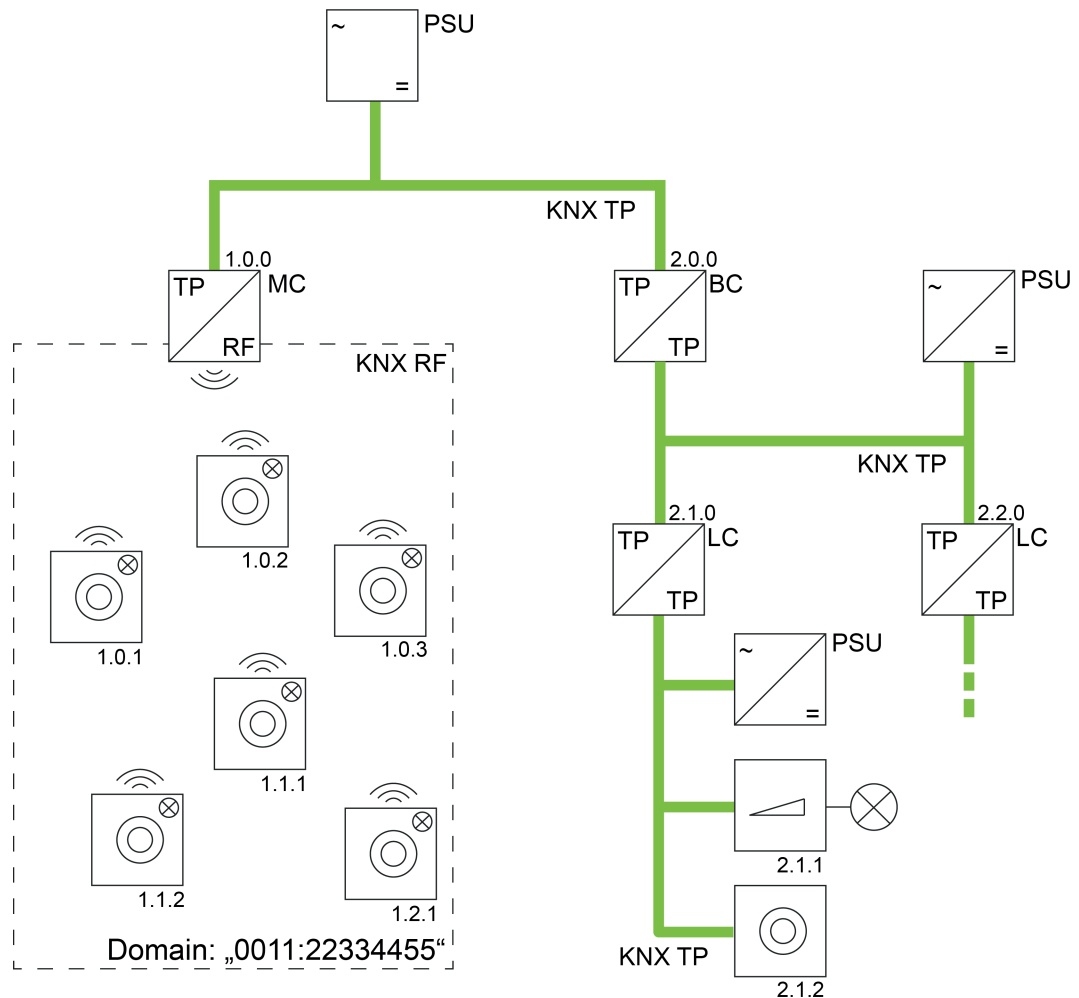 ~
=
PSU
KNX TP
1.0.0
TP
RF
MC
2.0.0
TP
TP
BC
~
=
PSU
KNX RF
KNX TP
1.0.2
1.0.1
1.0.3
1.1.1
1.1.2
1.2.1
Domain: „0011:22334455“
2.1.0
TP
TP
LC
2.2.0
TP
TP
LC
~
=
PSU
2.1.1
KNX TP
2.1.2